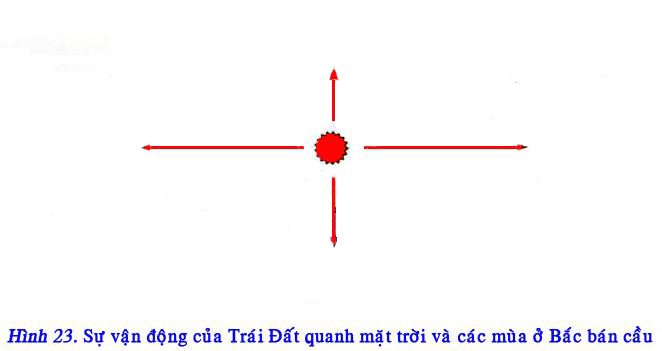 Hình 23. Sự vận động của Trái Đất quanh mặt trời và các mùa ở Bắc bán cầu